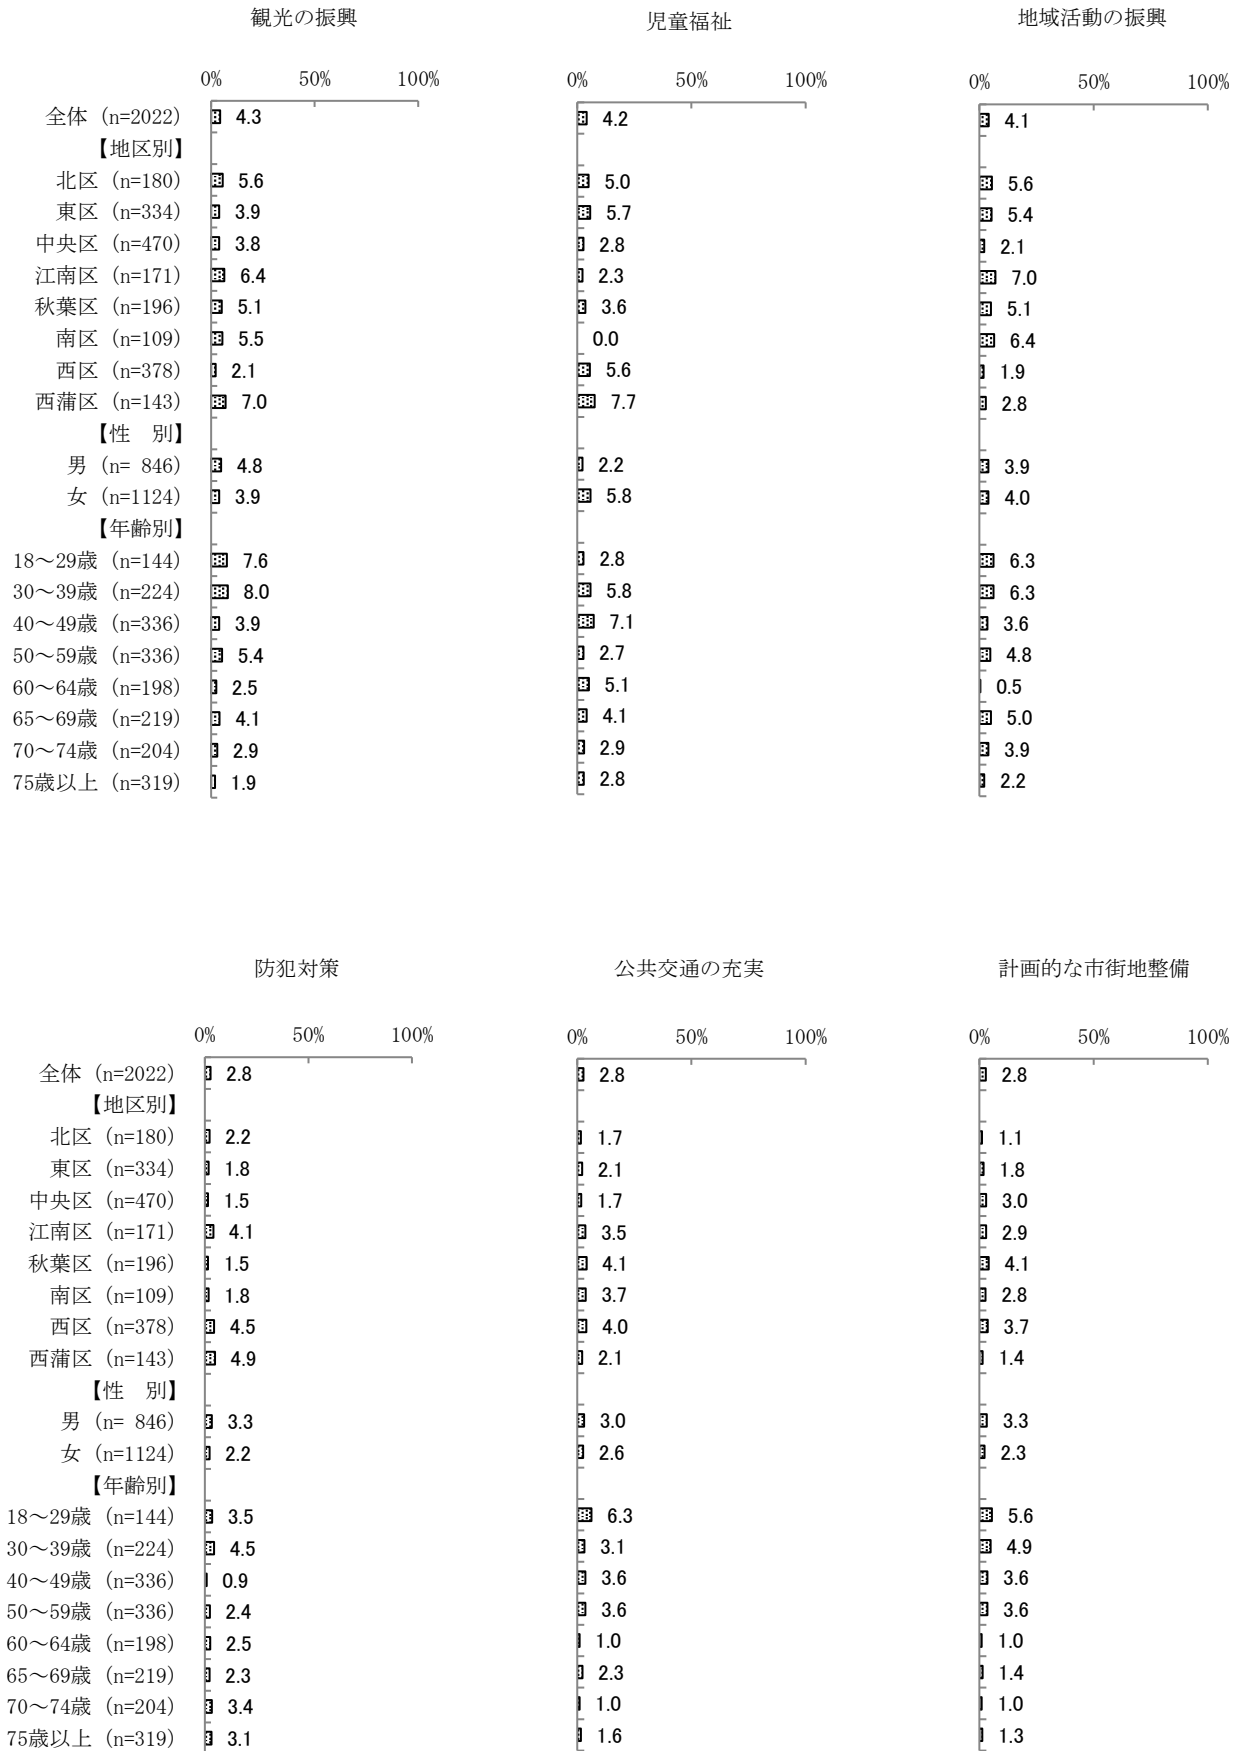 観光の振興 児童福祉 地域活動の振興
0% 50% 100% 0% 50% 100% 0% 50% 100%
全体 (n=2022) 4.3 4.2 4.1
【地区別】
北区 (n=180) 5.6 5.0 5.6
東区 (n=334) 3.9 5.7 5.4
中央区 (n=470) 3.8 2.8 2.1
江南区 (n=171) 6.4 2.3 7.0
秋葉区 (n=196) 5.1 3.6 5.1
南区 (n=109) 5.5 0.0 6.4
西区 (n=378) 2.1 5.6 1.9
西蒲区 (n=143) 7.0 7.7 2.8
【性　別】
男 (n= 846) 4.8 2.2 3.9
女 (n=1124) 3.9 5.8 4.0
【年齢別】
18～29歳 (n=144) 7.6 2.8 6.3
30～39歳 (n=224) 8.0 5.8 6.3
40～49歳 (n=336) 3.9 7.1 3.6
50～59歳 (n=336) 5.4 2.7 4.8
60～64歳 (n=198) 2.5 5.1 0.5
65～69歳 (n=219) 4.1 4.1 5.0
70～74歳 (n=204) 2.9 2.9 3.9
75歳以上 (n=319) 1.9 2.8 2.2
防犯対策 公共交通の充実 計画的な市街地整備
0% 50% 100% 0% 50% 100% 0% 50% 100%
全体 (n=2022) 2.8 2.8 2.8
【地区別】
北区 (n=180) 2.2 1.7 1.1
東区 (n=334) 1.8 2.1 1.8
中央区 (n=470) 1.5 1.7 3.0
江南区 (n=171) 4.1 3.5 2.9
秋葉区 (n=196) 1.5 4.1 4.1
南区 (n=109) 1.8 3.7 2.8
西区 (n=378) 4.5 4.0 3.7
西蒲区 (n=143) 4.9 2.1 1.4
【性　別】
男 (n= 846) 3.3 3.0 3.3
女 (n=1124) 2.2 2.6 2.3
【年齢別】
18～29歳 (n=144) 3.5 6.3 5.6
30～39歳 (n=224) 4.5 3.1 4.9
40～49歳 (n=336) 0.9 3.6 3.6
50～59歳 (n=336) 2.4 3.6 3.6
60～64歳 (n=198) 2.5 1.0 1.0
65～69歳 (n=219) 2.3 2.3 1.4
70～74歳 (n=204) 3.4 1.0 1.0
75歳以上 (n=319) 3.1 1.6 1.3